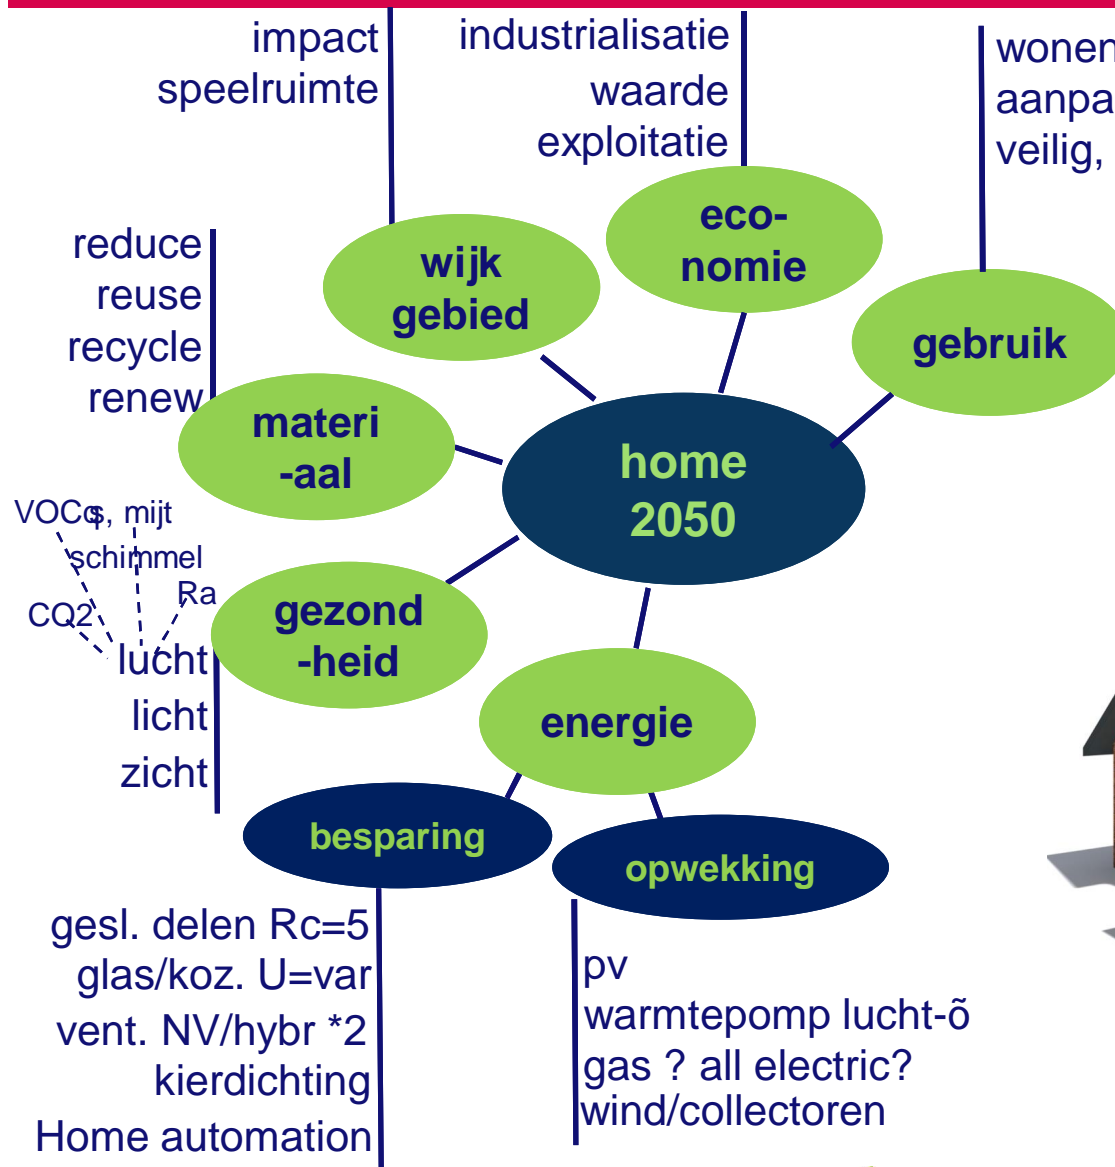 impact
speelruimte
industrialisatie
waarde
exploitatie
wonen
aanpa
veilig,
wijk
gebied
eco-
nomie
gebruik
reduce
reuse
recycle
renew
materi
-aal
home
2050
mijt
schimmel
Ra
CO2
lucht
licht
zicht
gezond
-heid
energie
besparing
opwekking
gesl. delen Rc=5
glas/koz. U=var
vent. NV/hybr *2
kierdichting
Home automation
pv
warmtepomp lucht-õ
gas ? all electric?
wind/collectoren